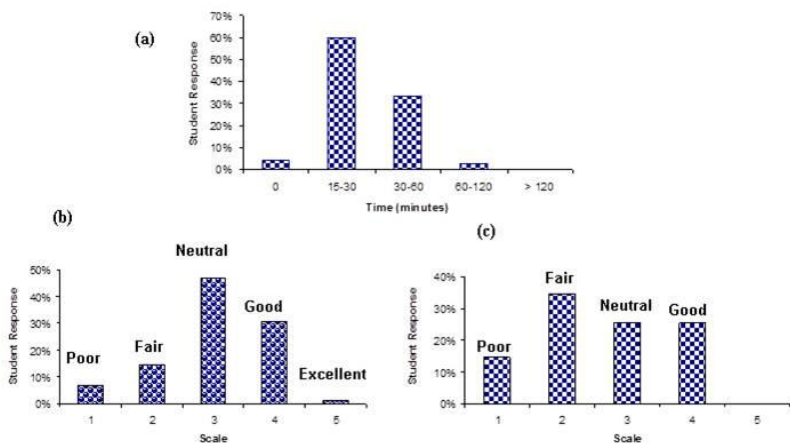 (a)
Student Response
70%
60%
50%
40%
30%
20%
10%
0%
0 15-30 30-60 60-120 > 120
Time (minutes)
(b)
Student Response
50%
40%
30%
20%
10%
0%
Poor
Fair
Neutral
Good
Excellent
1 2 3 4 5
Scale
(c)
Student Response
40%
30%
20%
10%
0%
Poor
Fair
Neutral
Good
1 2 3 4 5
Scale